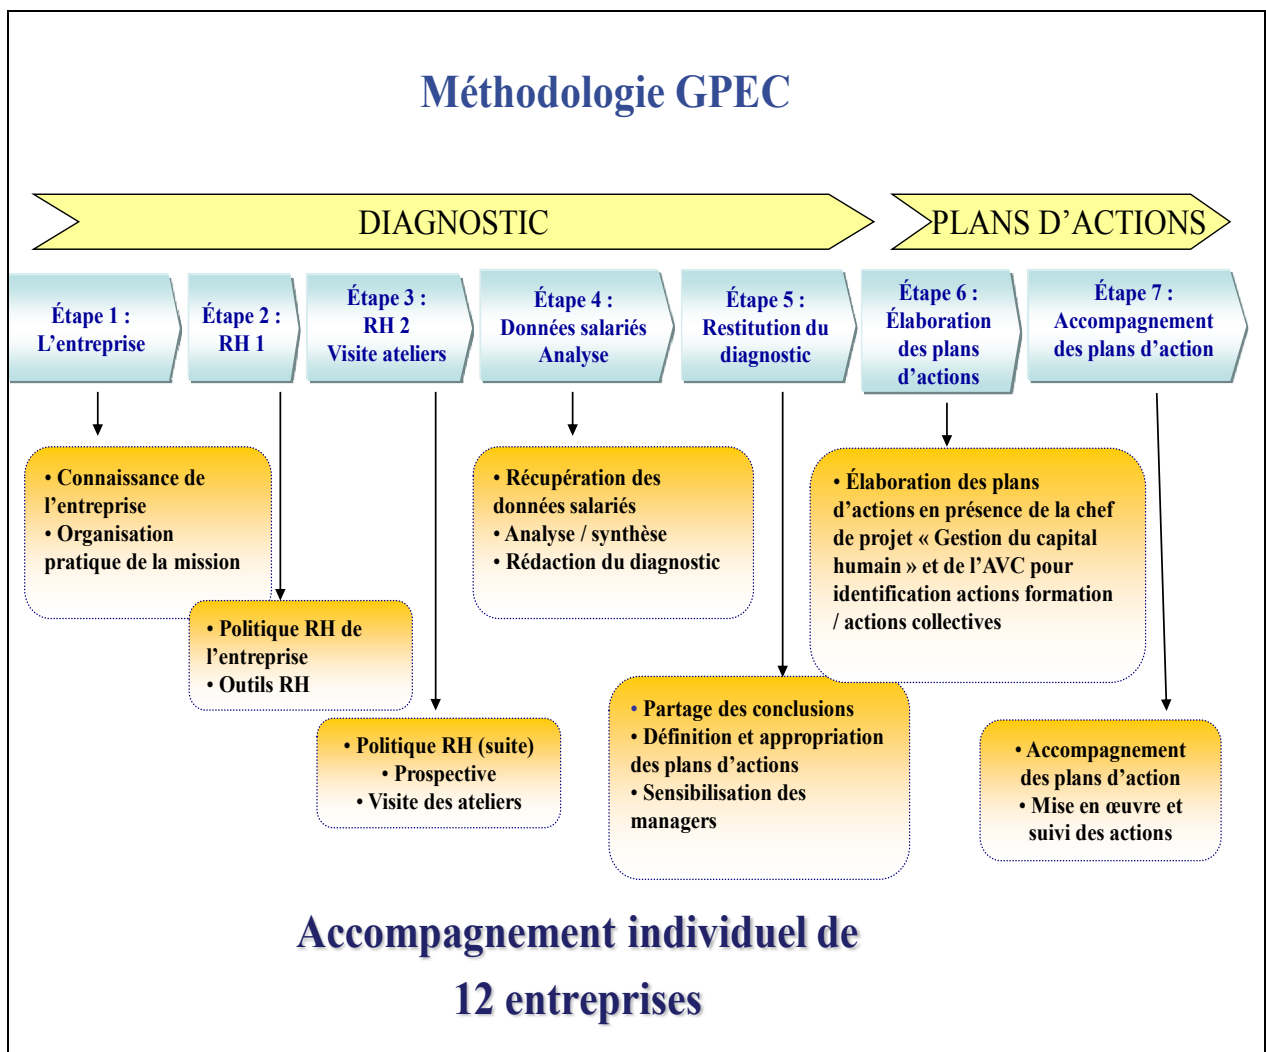 Méthodologie GPEC
DIAGNOSTIC
PLANS D’ACTIONS
Étape 1 :
L’entreprise
Étape 2 :
RH 1
Étape 3 :
RH 2
Visite ateliers
Étape 4 :
Données salariés
Analyse
Étape 5 :
Restitution du
diagnostic
Étape 6 :
Élaboration
des plans
d’actions
Étape 7 :
Accompagnement
des plans d’action
• Connaissance de
l’entreprise
• Organisation
pratique de la mission
• Politique RH de
l’entreprise
• Outils RH
• Politique RH (suite)
• Prospective
• Visite des ateliers
• Récupération des
données salariés
• Analyse / synthèse
• Rédaction du diagnostic
• Partage des conclusions
• Définition et appropriation
des plans d’actions
• Sensibilisation des
managers
• Élaboration des plans
d’actions en présence de la chef
de projet « Gestion du capital
humain » et de l’AVC pour
identification actions formation
/ actions collectives
• Accompagnement
des plans d’action
• Mise en œuvre et
suivi des actions
Accompagnement individuel de
12 entreprises